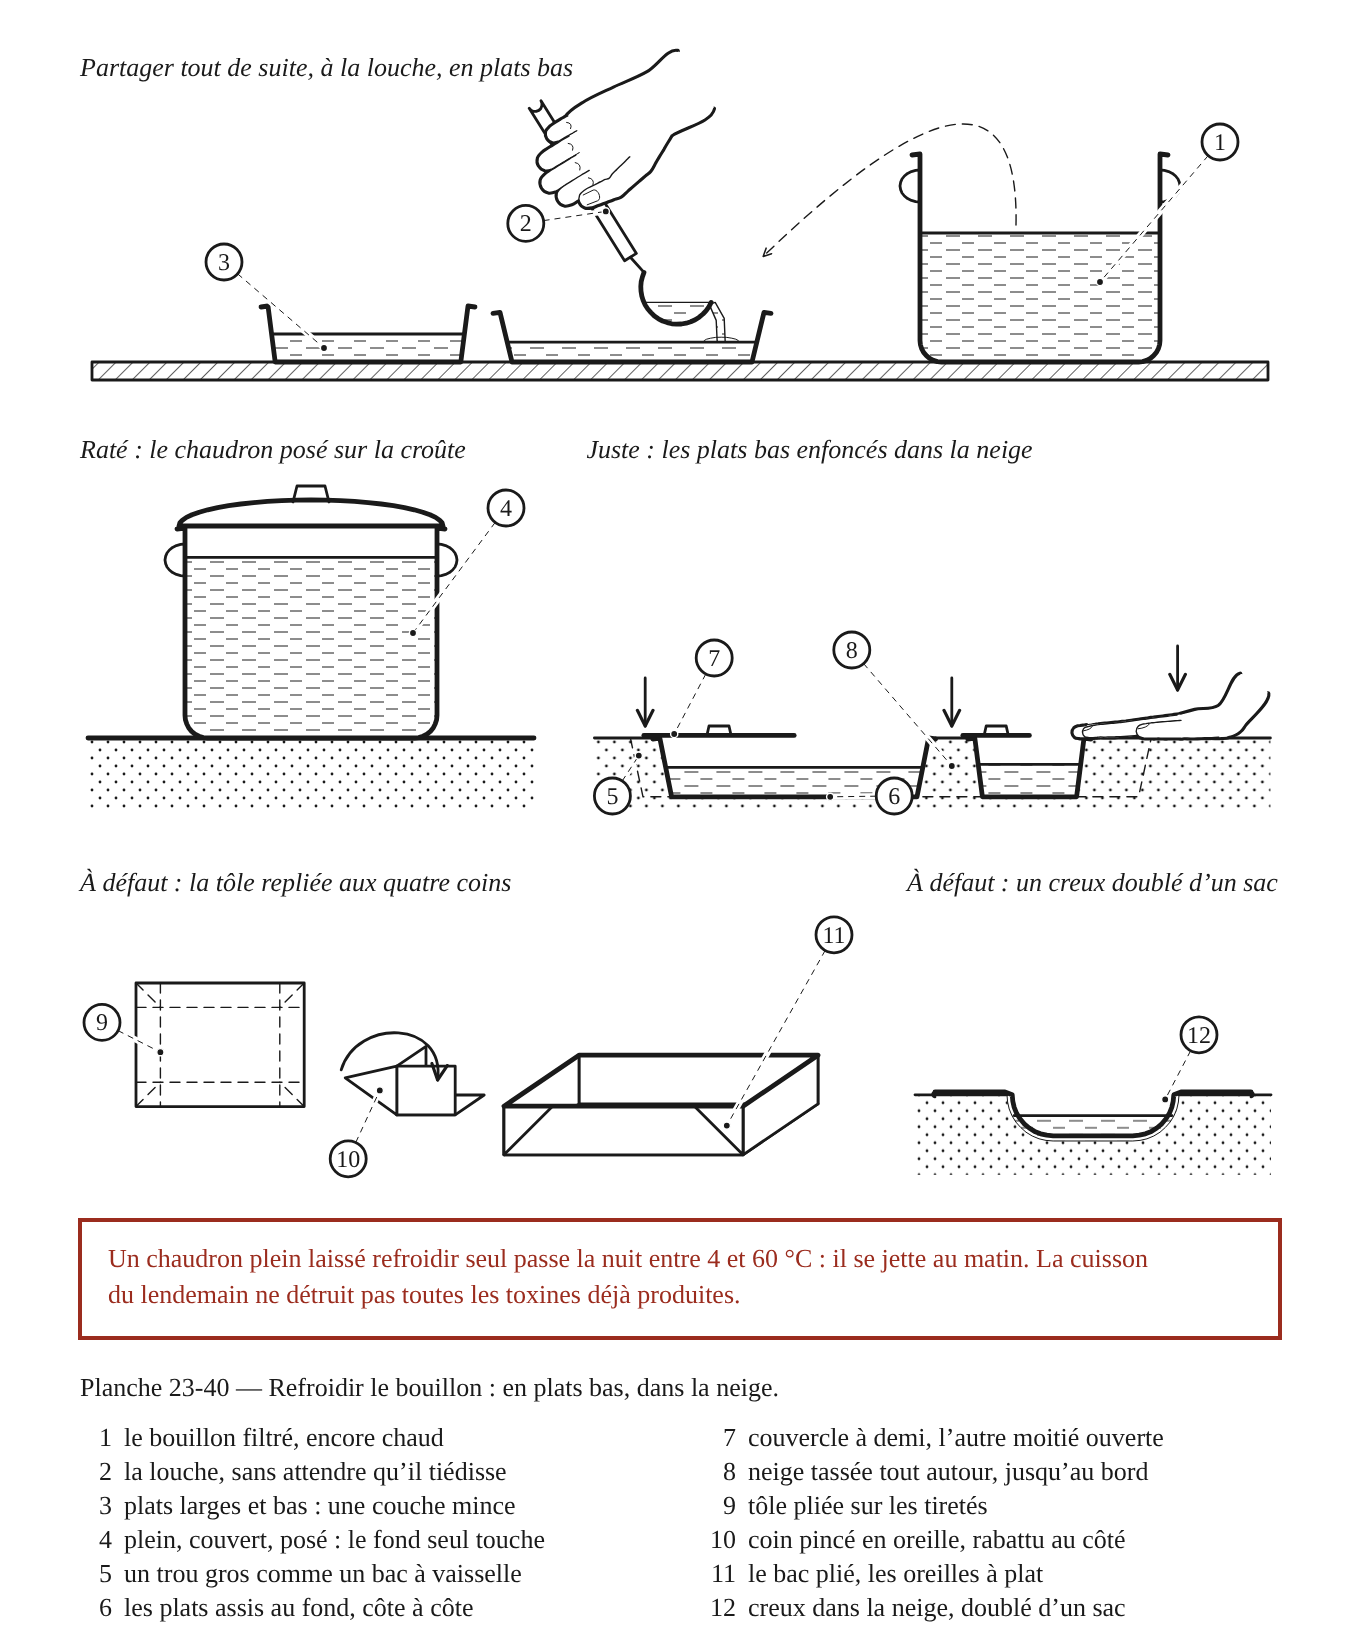 Partager tout de suite, à la louche, en plats bas
1
2
3
Raté : le chaudron posé sur la croûte
Juste : les plats bas enfoncés dans la neige
4
7
8
5
6
À défaut : la tôle repliée aux quatre coins
À défaut : un creux doublé d’un sac
11
9
12
10
Un chaudron plein laissé refroidir seul passe la nuit entre 4 et 60 °C : il se jette au matin. La cuisson
du lendemain ne détruit pas toutes les toxines déjà produites.
Planche 23-40 — Refroidir le bouillon : en plats bas, dans la neige.
1 le bouillon filtré, encore chaud
2 la louche, sans attendre qu’il tiédisse
3 plats larges et bas : une couche mince
4 plein, couvert, posé : le fond seul touche
5 un trou gros comme un bac à vaisselle
6 les plats assis au fond, côte à côte
7 couvercle à demi, l’autre moitié ouverte
8 neige tassée tout autour, jusqu’au bord
9 tôle pliée sur les tiretés
10 coin pincé en oreille, rabattu au côté
11 le bac plié, les oreilles à plat
12 creux dans la neige, doublé d’un sac